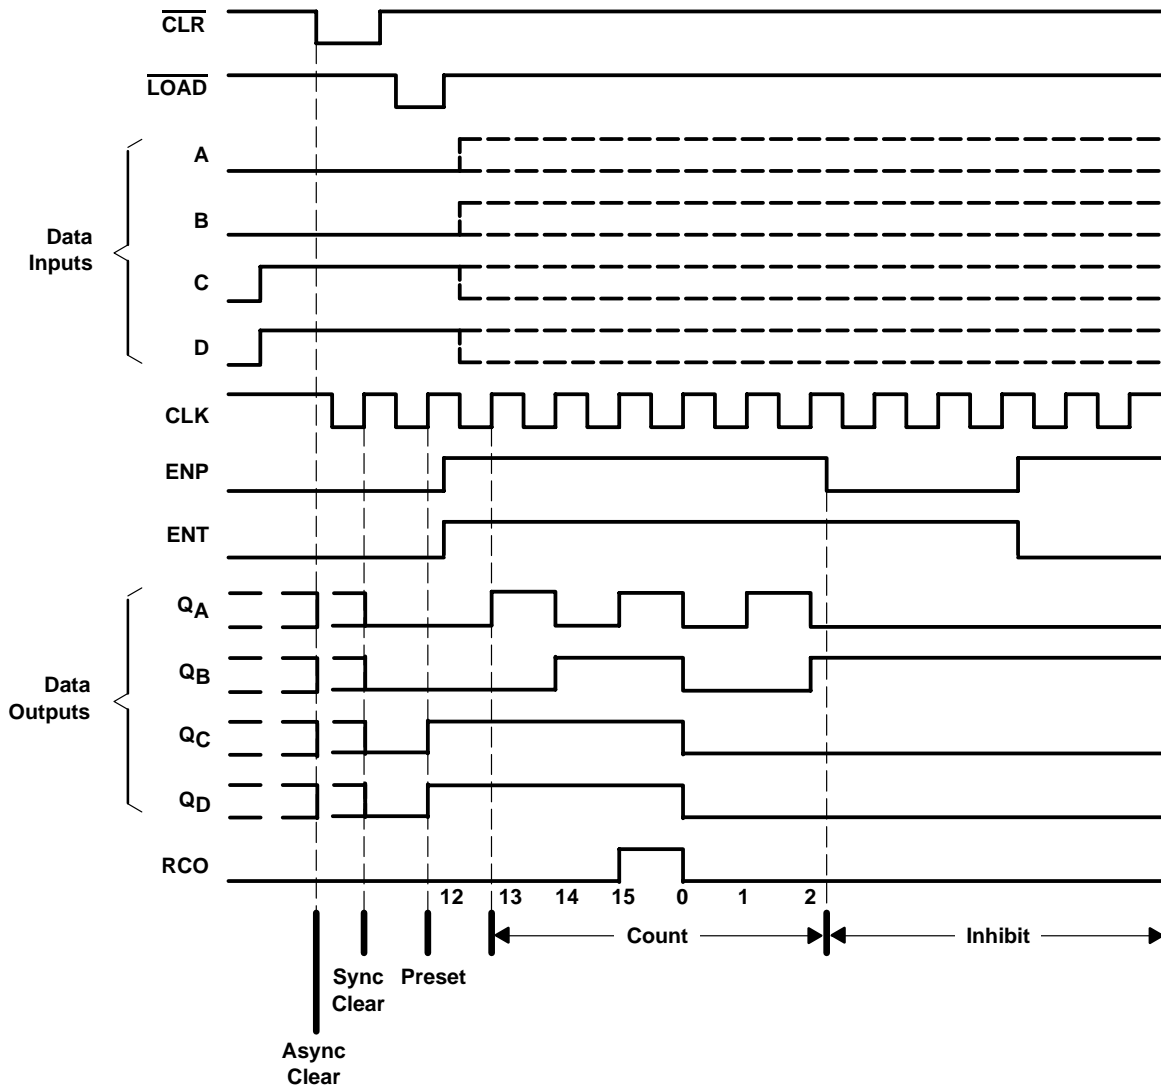 CLR
LOAD
A
B
Data
Inputs
C
D
CLK
ENP
ENT
QA
QB
Data
Outputs
QC
QD
RCO
12 13 14 15 0 1 2
Count Inhibit
Sync
Clear
Preset
Async
Clear